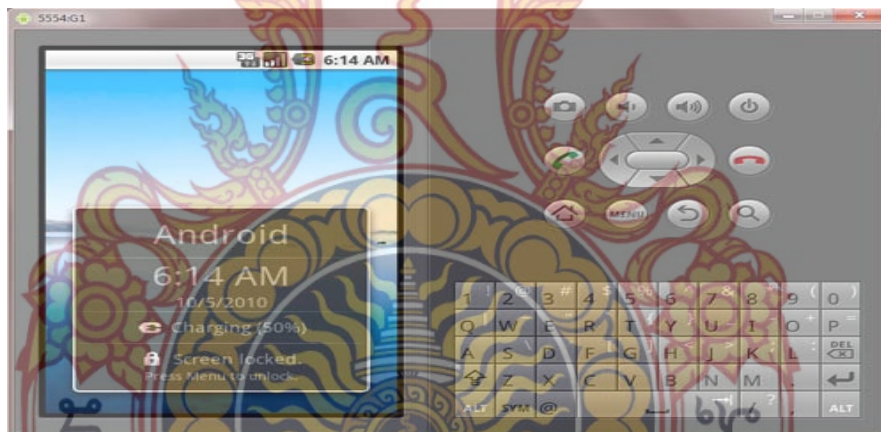 5554:G1
3G 6:14 AM
Android
6:14 AM
10/5/2010
Charging (50%)
Screen locked.
Press Menu to unlock.
MENU
1 ! 2 @ 3 # 4 $ 5 % 6 ^ 7 & 8 * 9 ( 0 )
Q W E R T Y U I O + P =
A S D F G H J K L : DEL
Z X C V B N M .
ALT SYM @ / ? , ALT